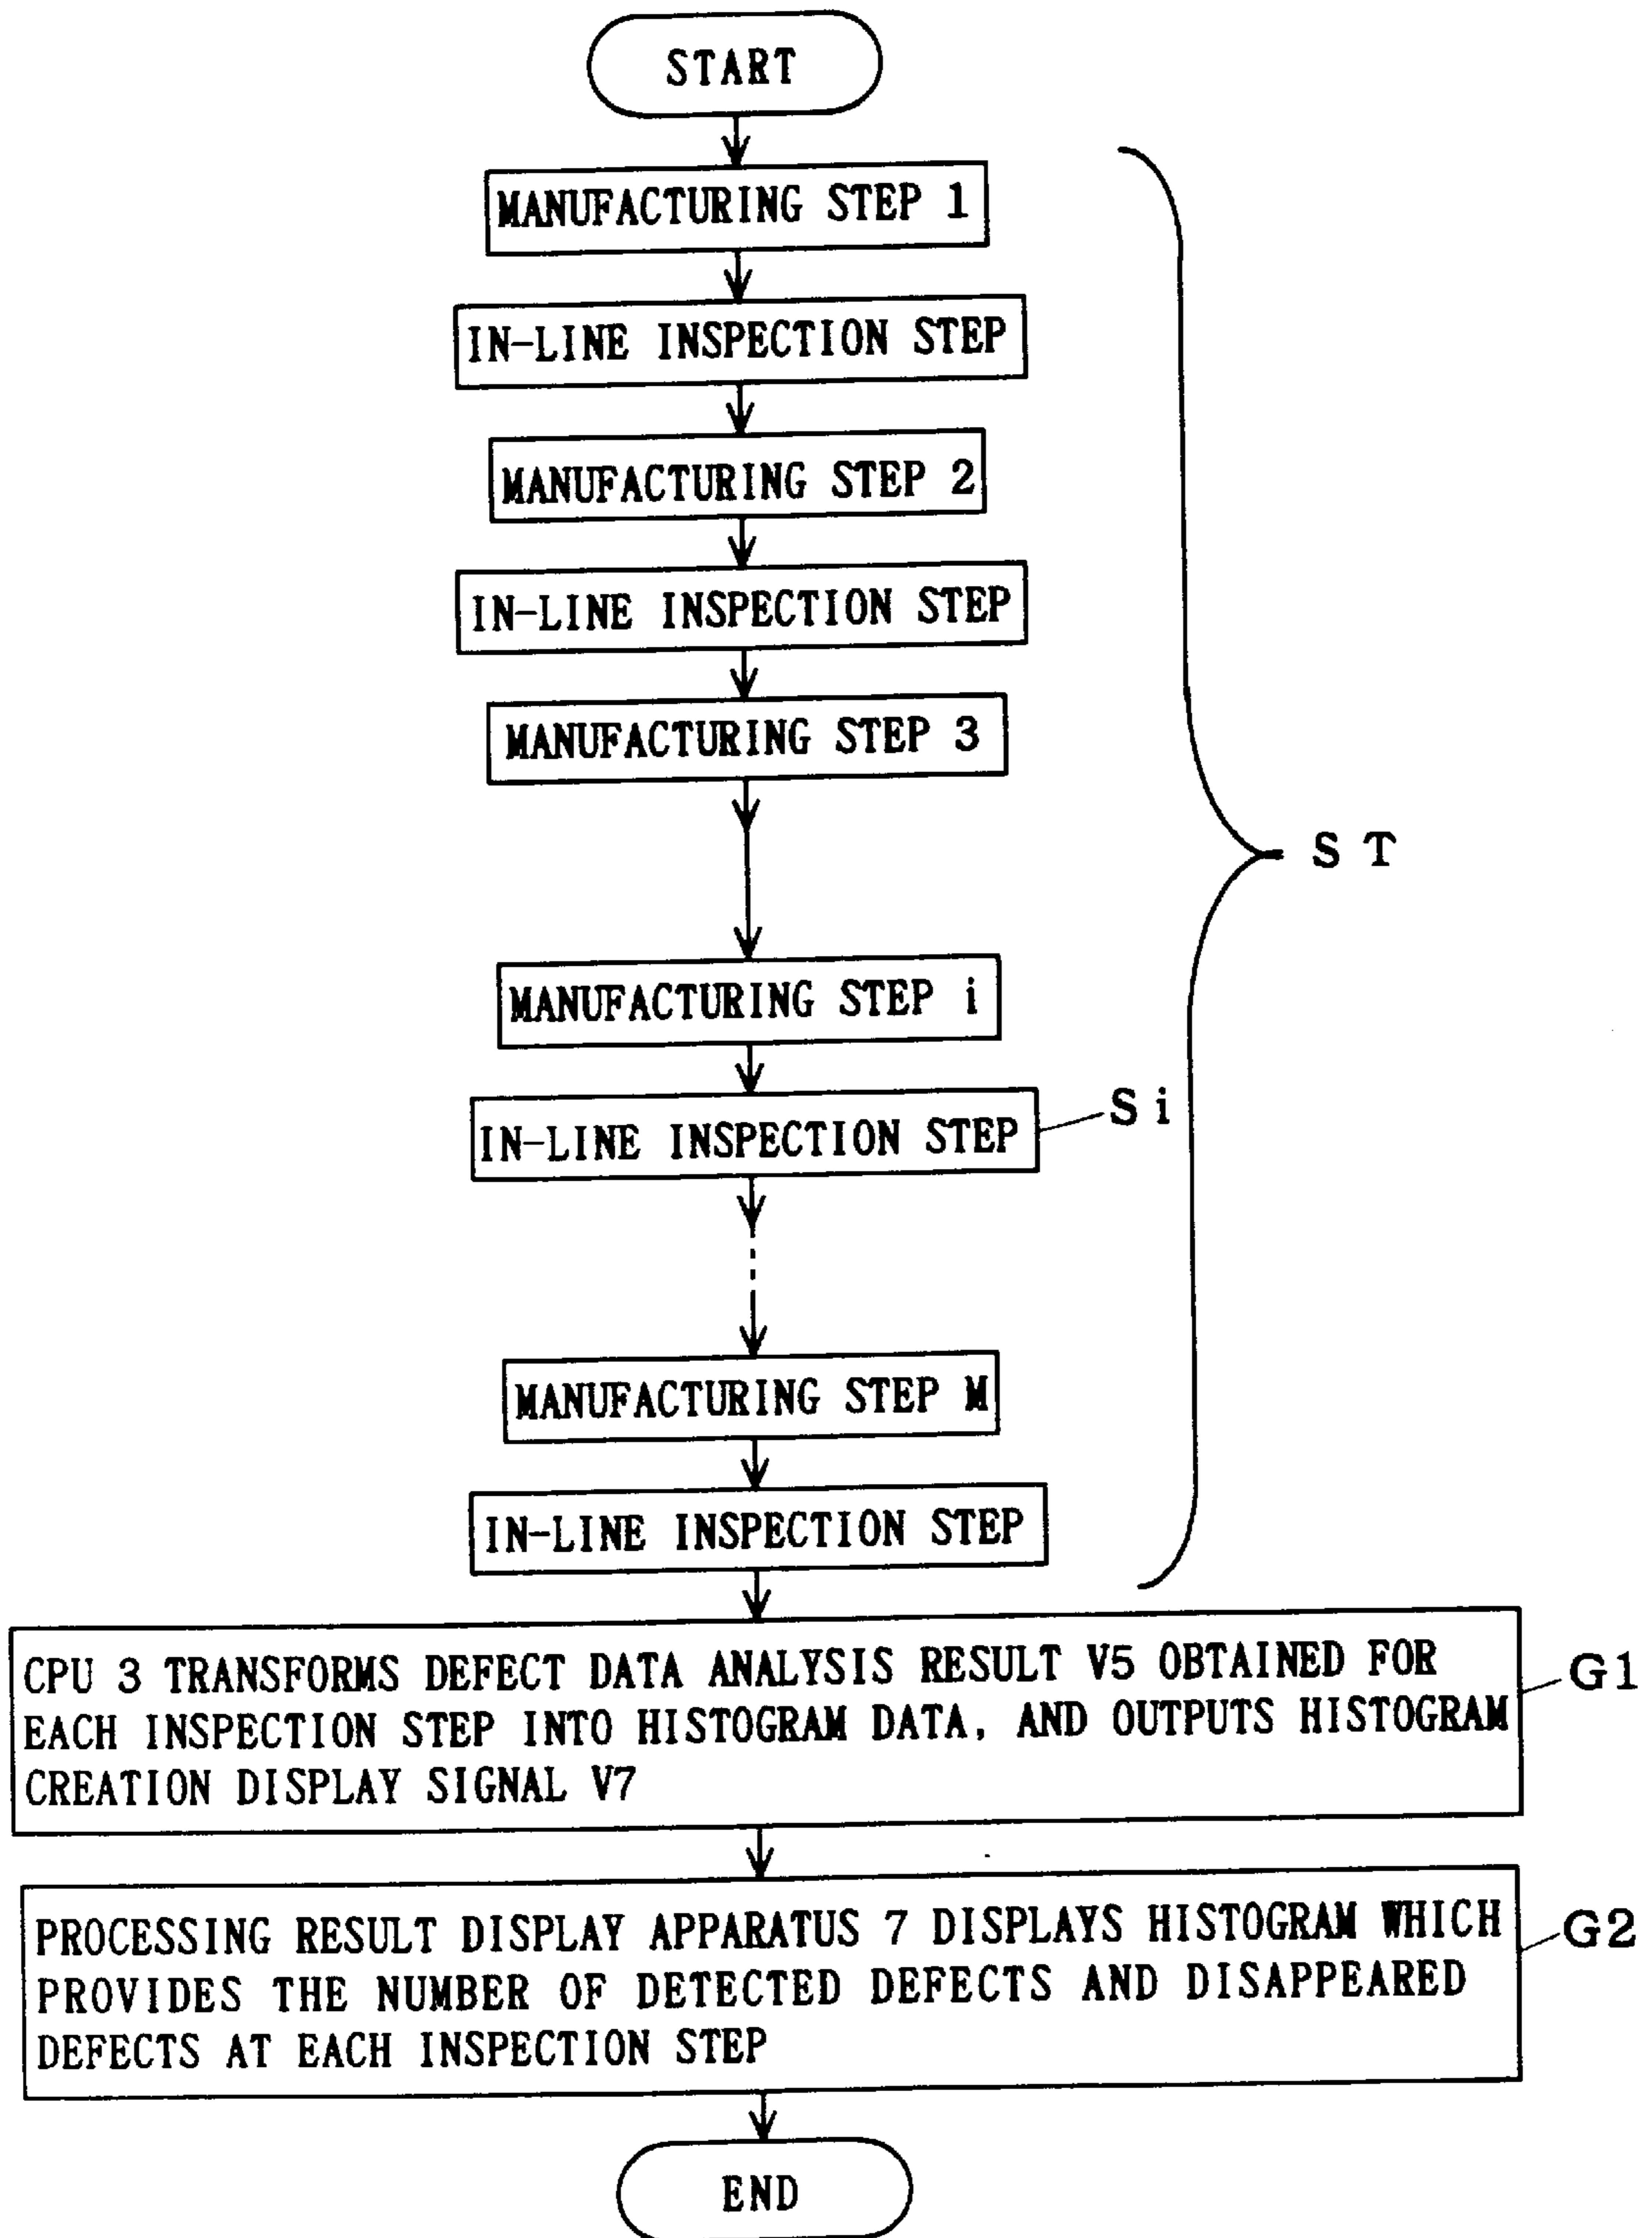 START
MANUFACTURING STEP 1
IN-LINE INSPECTION STEP
MANUFACTURING STEP 2
IN-LINE INSPECTION STEP
MANUFACTURING STEP 3
ST
MANUFACTURING STEP i
IN-LINE INSPECTION STEP
Si
MANUFACTURING STEP M
IN-LINE INSPECTION STEP
CPU 3 TRANSFORMS DEFECT DATA ANALYSIS RESULT V5 OBTAINED FOR
EACH INSPECTION STEP INTO HISTOGRAM DATA, AND OUTPUTS HISTOGRAM
CREATION DISPLAY SIGNAL V7
G1
PROCESSING RESULT DISPLAY APPARATUS 7 DISPLAYS HISTOGRAM WHICH
PROVIDES THE NUMBER OF DETECTED DEFECTS AND DISAPPEARED
DEFECTS AT EACH INSPECTION STEP
G2
END